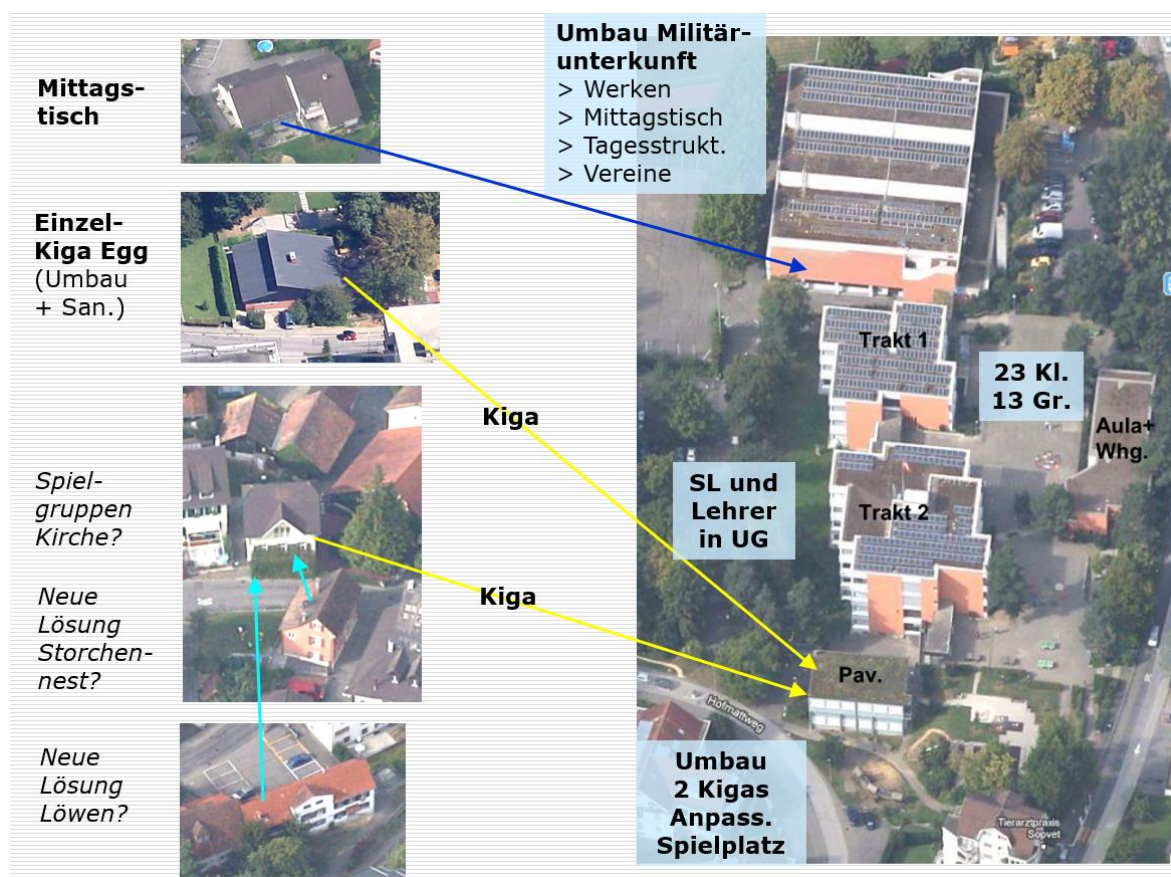 Mittags-
tisch
Einzel-
Kiga Egg
(Umbau
+ San.)
Spiel-
gruppen
Kirche?
Neue
Lösung
Storchen-
nest?
Neue
Lösung
Löwen?
Kiga
Kiga
Umbau Militär-
unterkunft
> Werken
> Mittagstisch
> Tagesstrukt.
> Vereine
Trakt 1
23 Kl.
13 Gr.
Aula+
Whg.
SL und
Lehrer
in UG
Trakt 2
Pav.
Hofmattweg
Umbau
2 Kigas
Anpass.
Spielplatz
Tierarztpraxis
Sopvet